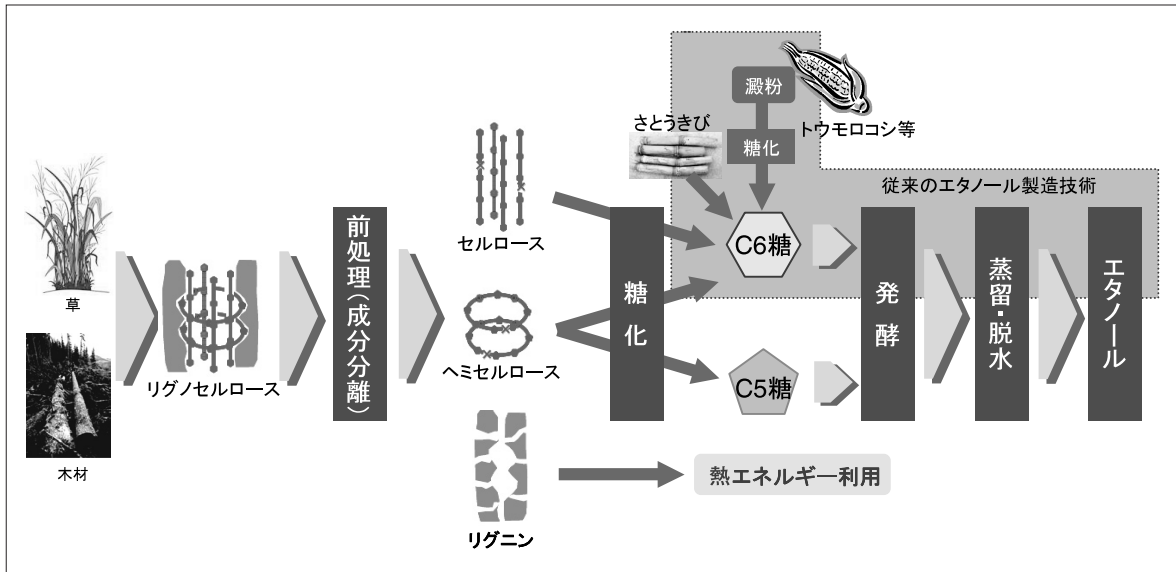 草
木材
リグノセルロース
前処理（成分分離）
セルロース
ヘミセルロース
リグニン
糖化
熱エネルギー利用
さとうきび
澱粉
糖化
トウモロコシ等
従来のエタノール製造技術
C6糖
C5糖
発酵
蒸留・脱水
エタノール